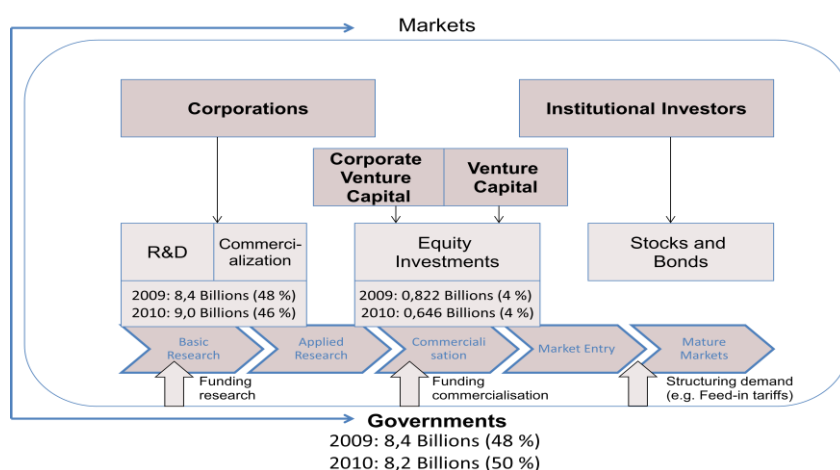 Markets
Corporations
Institutional Investors
Corporate
Venture
Capital
Venture
Capital
R&D
Commerci-
alization
Equity
Investments
Stocks and
Bonds
2009: 8,4 Billions (48 %)
2010: 9,0 Billions (46 %)
2009: 0,822 Billions (4 %)
2010: 0,646 Billions (4 %)
Basic
Research
Applied
Research
Commerciali
sation
Market Entry
Mature
Markets
Funding
research
Funding
commercialisation
Structuring demand
(e.g. Feed-in tariffs)
Governments
2009: 8,4 Billions (48 %)
2010: 8,2 Billions (50 %)